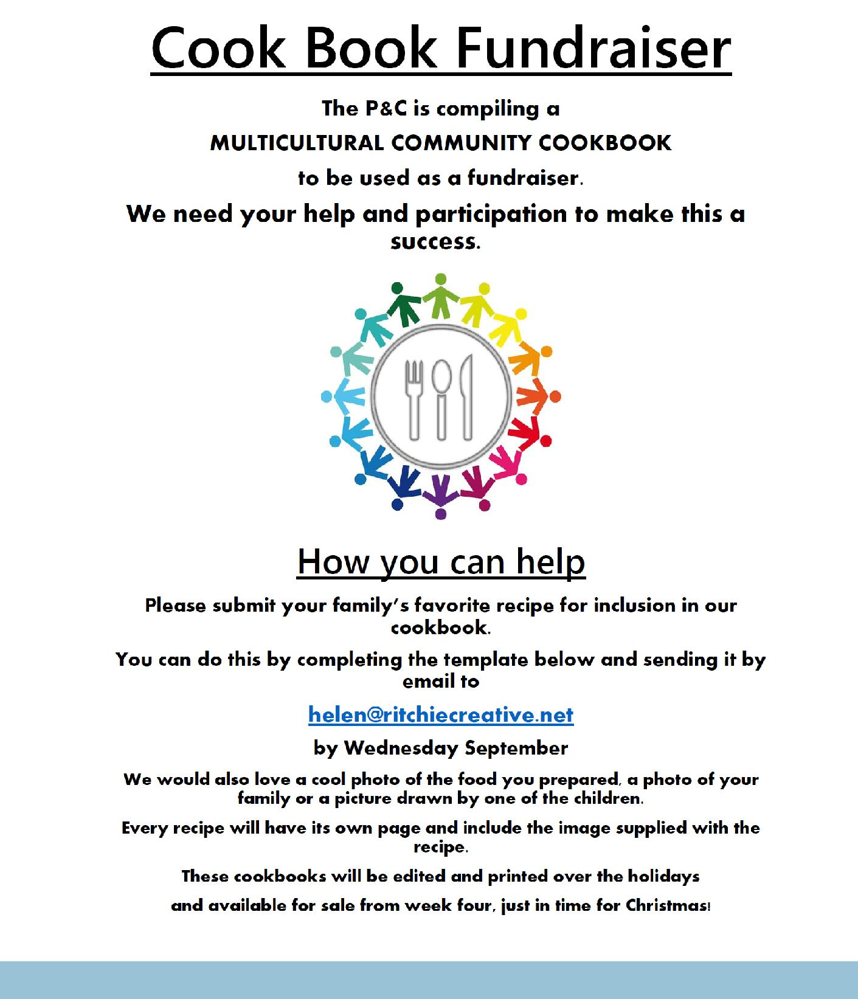 Cook Book Fundraiser
The P&C is compiling a
MULTICULTURAL COMMUNITY COOKBOOK
to be used as a fundraiser.
We need your help and participation to make this a
success.
How you can help
Please submit your family’s favorite recipe for inclusion in our
cookbook.
You can do this by completing the template below and sending it by
email to
helen@ritchiecreative.net
by Wednesday September
We would also love a cool photo of the food you prepared, a photo of your
family or a picture drawn by one of the children.
Every recipe will have its own page and include the image supplied with the
recipe.
These cookbooks will be edited and printed over the holidays
and available for sale from week four, just in time for Christmas!